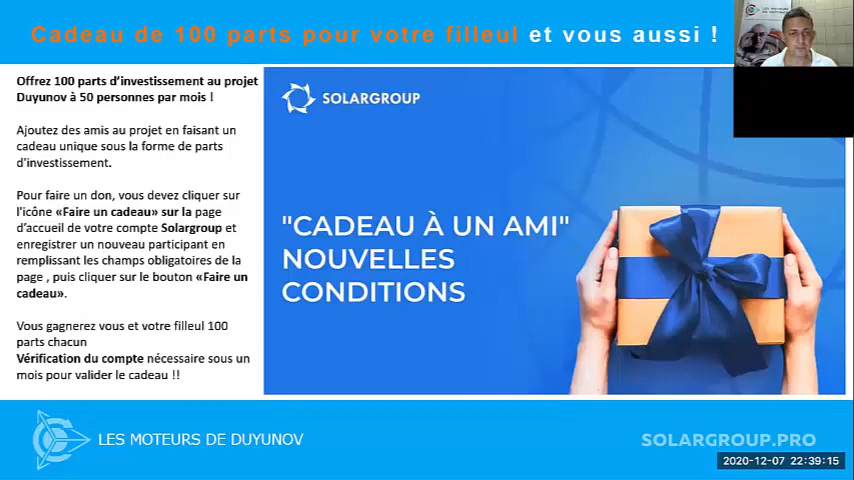 Cadeau de 100 parts pour votre filleul et vous aussi !
LES MOTEURS
Offrez 100 parts d'investissement au projet
Duyunov à 50 personnes par mois !
Ajoutez des amis au projet en faisant un
cadeau unique sous la forme de parts
d'investissement.
Pour faire un don, vous devez cliquer sur
l'icône «Faire un cadeau» sur la page
d'accueil de votre compte Solargroup et
enregistrer un nouveau participant en
remplissant les champs obligatoires de la
page , puis cliquer sur le bouton «Faire un
cadeau».
Vous gagnerez vous et votre filleul 100
parts chacun
Vérification du compte nécessaire sous un
mois pour valider le cadeau !!
SOLARGROUP
"CADEAU À UN AMI"
NOUVELLES
CONDITIONS
LES MOTEURS DE DUYUNOV
SOLARGROUP.PRO
2020-12-07 22:39:15